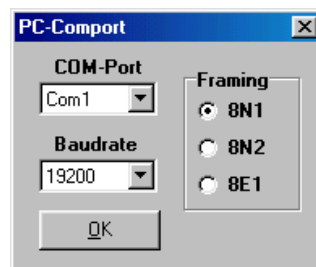 PC-Comport
COM-Port
Com1
Baudrate
19200
OK
Framing
8N1
8N2
8E1